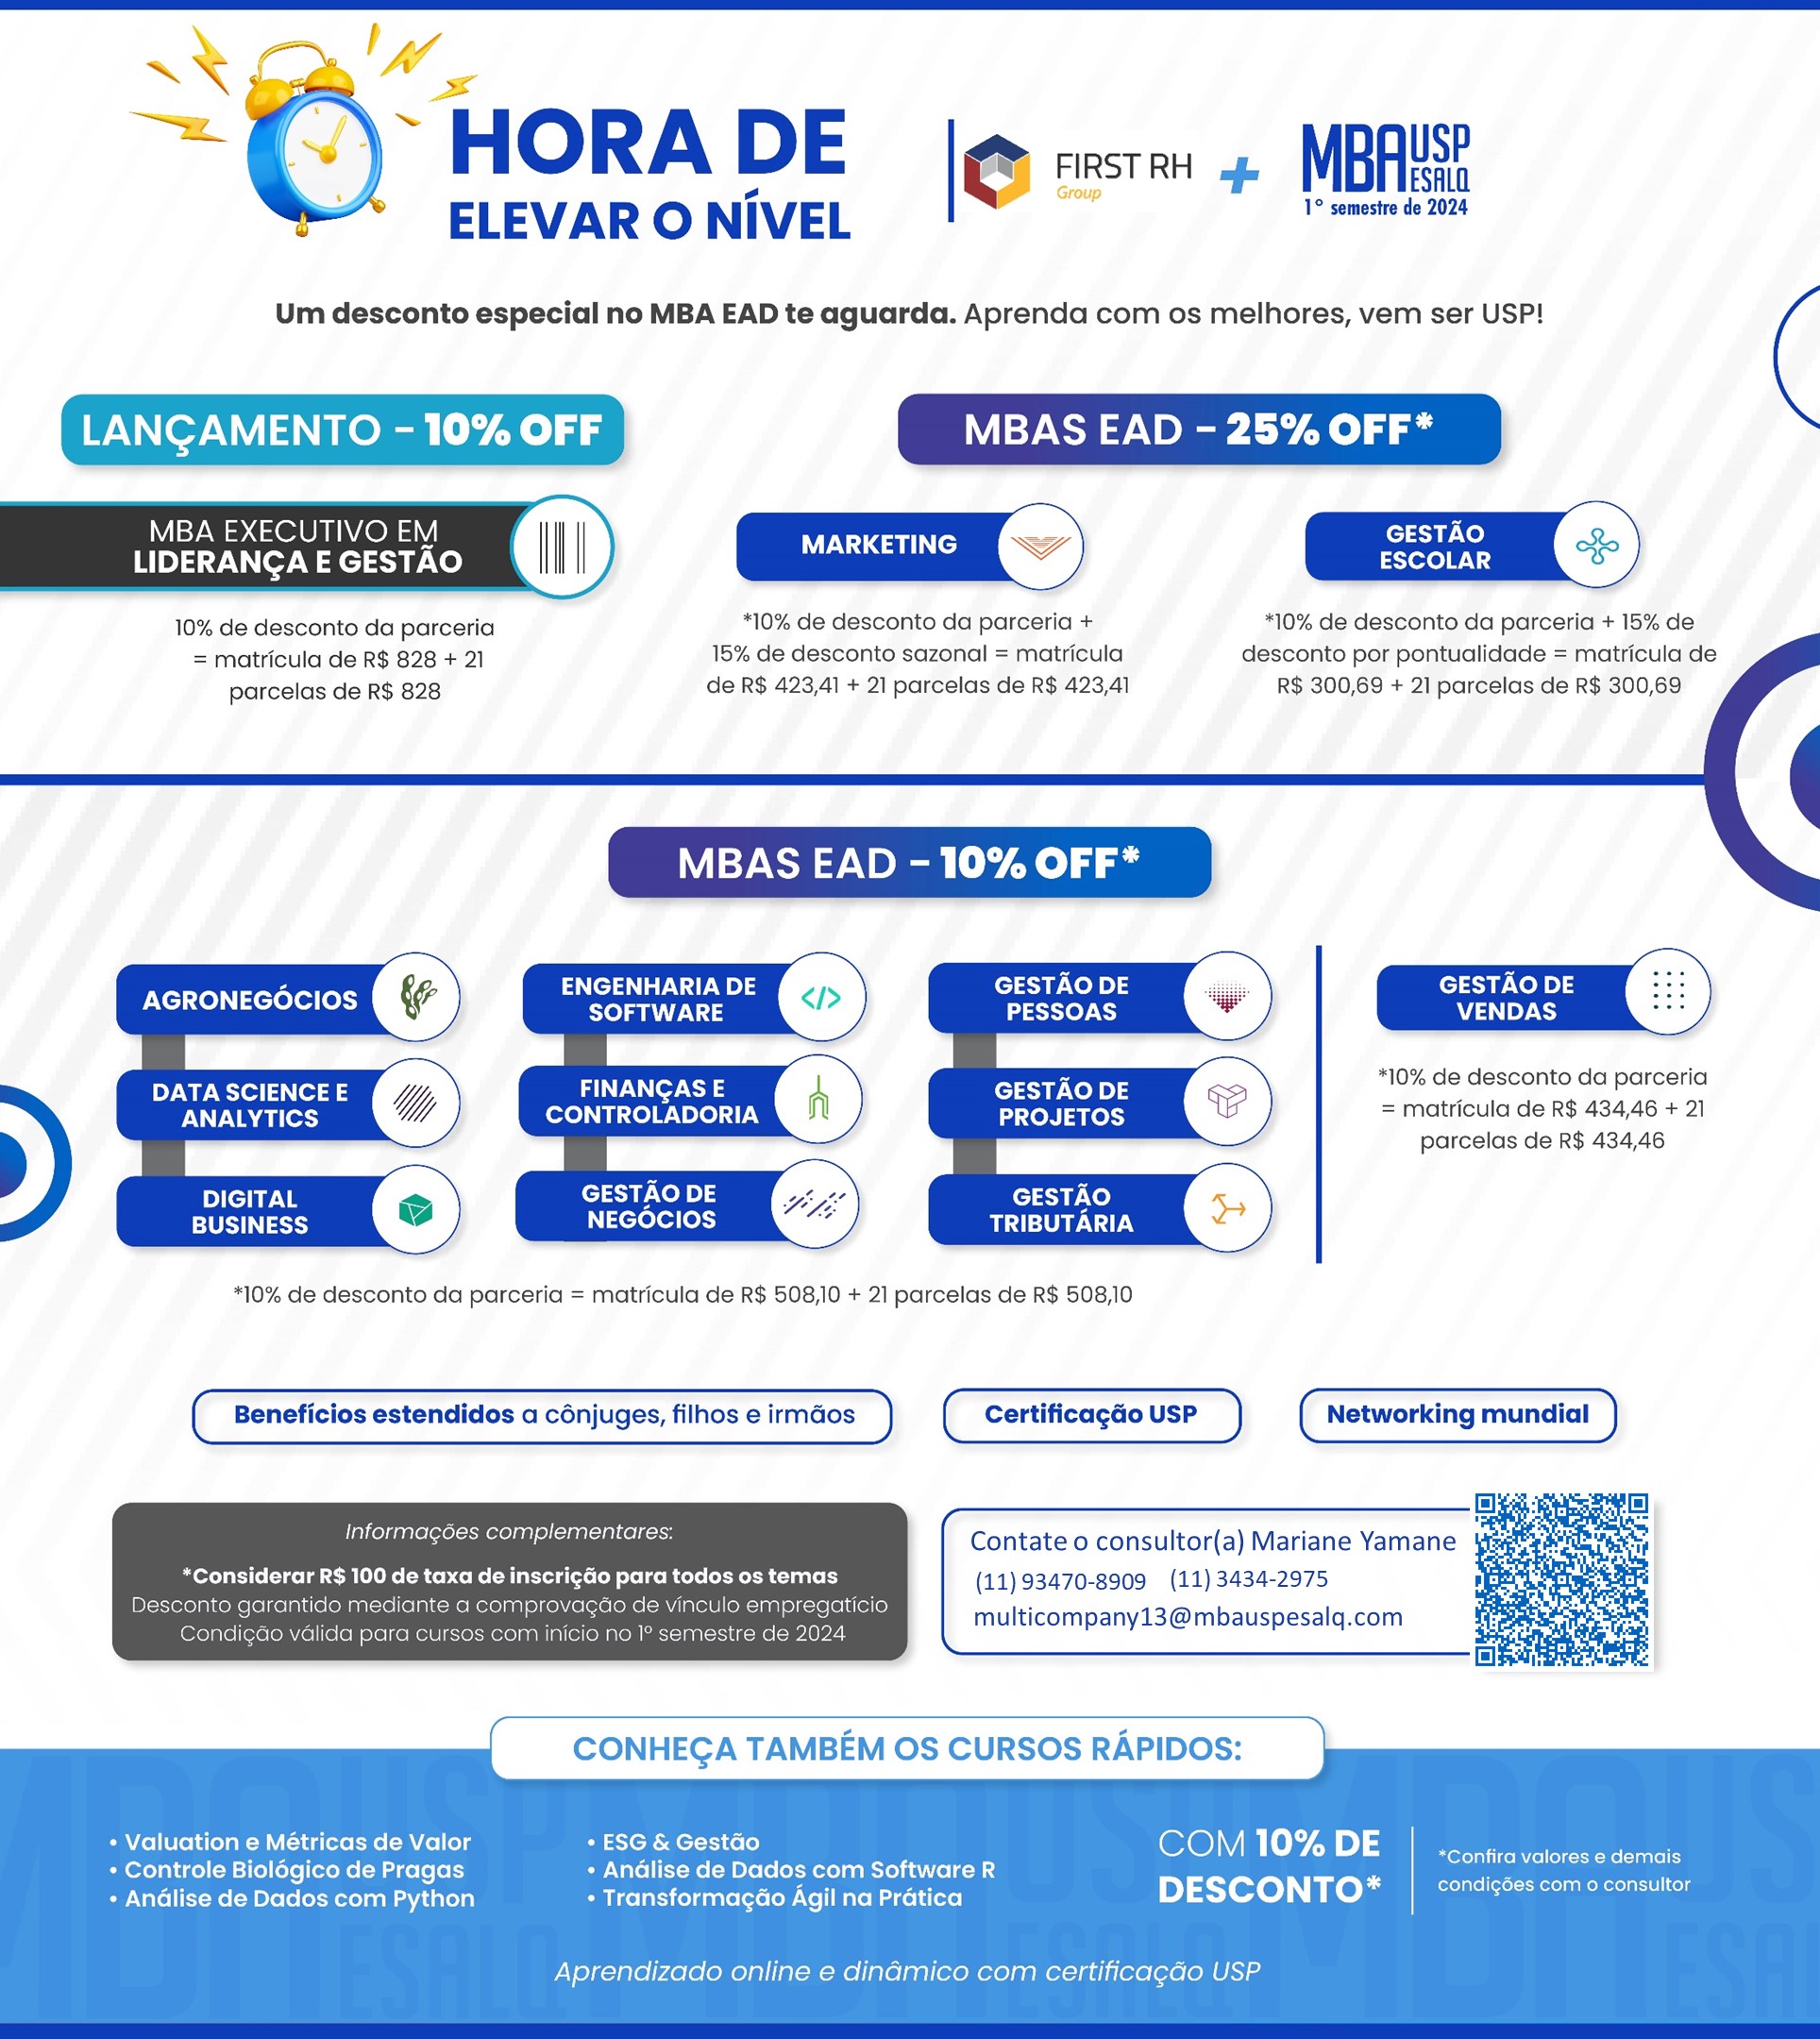 HORA DE
ELEVAR O NÍVEL
FIRST RH
Group
+
MBAUSP
ESALQ
1° semestre de 2024
Um desconto especial no MBA EAD te aguarda. Aprenda com os melhores, vem ser USP!
LANÇAMENTO - 10% OFF
MBA EXECUTIVO EM
LIDERANÇA E GESTÃO
10% de desconto da parceria
= matrícula de R$ 828 + 21
parcelas de R$ 828
MBAS EAD - 25% OFF*
MARKETING
*10% de desconto da parceria +
15% de desconto sazonal = matrícula
de R$ 423,41 + 21 parcelas de R$ 423,41
GESTÃO
ESCOLAR
*10% de desconto da parceria + 15% de
desconto por pontualidade = matrícula de
R$ 300,69 + 21 parcelas de R$ 300,69
MBAS EAD - 10% OFF*
AGRONEGÓCIOS
DATA SCIENCE E
ANALYTICS
DIGITAL
BUSINESS
ENGENHARIA DE
SOFTWARE
</>
FINANÇAS E
CONTROLADORIA
GESTÃO DE
NEGÓCIOS
GESTÃO DE
PESSOAS
GESTÃO DE
PROJETOS
GESTÃO
TRIBUTÁRIA
*10% de desconto da parceria = matrícula de R$ 508,10 + 21 parcelas de R$ 508,10
GESTÃO DE
VENDAS
*10% de desconto da parceria
= matrícula de R$ 434,46 + 21
parcelas de R$ 434,46
Benefícios estendidos a cônjuges, filhos e irmãos
Certificação USP
Networking mundial
Informações complementares:
*Considerar R$ 100 de taxa de inscrição para todos os temas
Desconto garantido mediante a comprovação de vínculo empregatício
Condição válida para cursos com início no 1º semestre de 2024
Contate o consultor(a) Mariane Yamane
(11) 93470-8909 (11) 3434-2975
multicompany13@mbauspesalq.com
CONHEÇA TAMBÉM OS CURSOS RÁPIDOS:
• Valuation e Métricas de Valor
• Controle Biológico de Pragas
• Análise de Dados com Python
• ESG & Gestão
• Análise de Dados com Software R
• Transformação Ágil na Prática
COM 10% DE
DESCONTO*
*Confira valores e demais
condições com o consultor
Aprendizado online e dinâmico com certificação USP